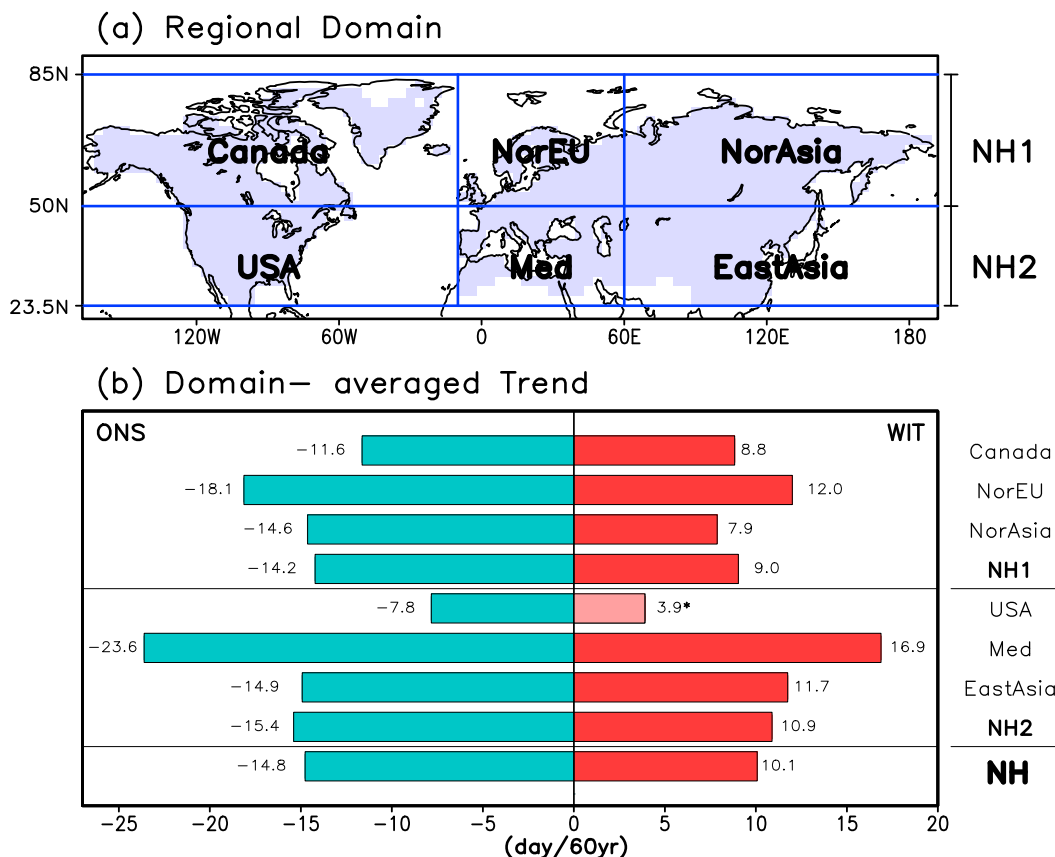 (a) Regional Domain
85N
Canada NorEU NorAsia NH1
50N
USA Med EastAsia NH2
23.5N
120W 60W 0 60E 120E 180
(b) Domain− averaged Trend
ONS WIT
−11.6 8.8 Canada
−18.1 12.0 NorEU
−14.6 7.9 NorAsia
−14.2 9.0 NH1
−7.8 3.9* USA
−23.6 16.9 Med
−14.9 11.7 EastAsia
−15.4 10.9 NH2
−14.8 10.1 NH
−25 −20 −15 −10 −5 0 5 10 15 20
(day/60yr)